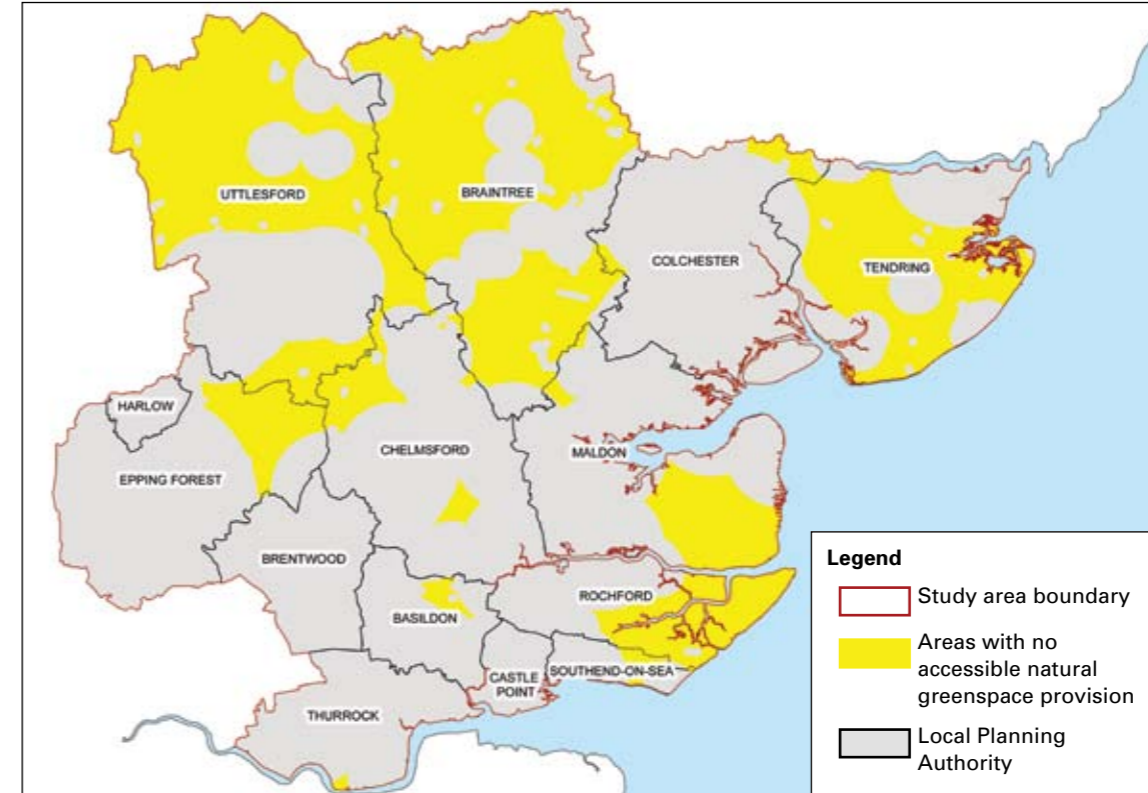 UTTLESFORD
BRAINTREE
COLCHESTER
TENDRING
HARLOW
EPPING FOREST
CHELMSFORD
MALDON
BRENTWOOD
BASILDON
ROCHFORD
CASTLE
POINT
SOUTHEND-ON-SEA
THURROCK
Legend
Study area boundary
Areas with no
accessible natural
greenspace provision
Local Planning
Authority